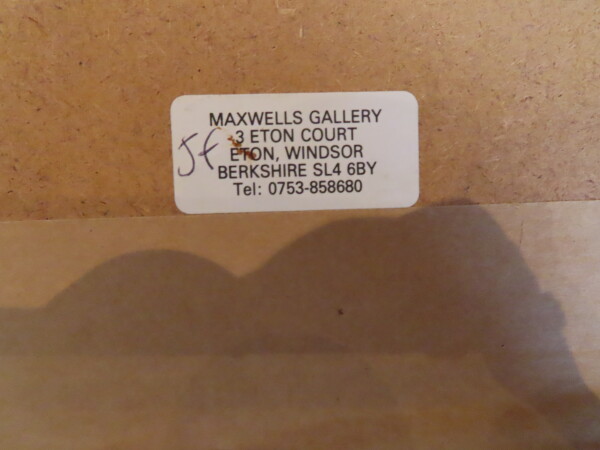 MAXWELLS GALLERY
3 ETON COURT
ETON, WINDSOR
BERKSHIRE SL4 6BY
Tel: 0753-858680